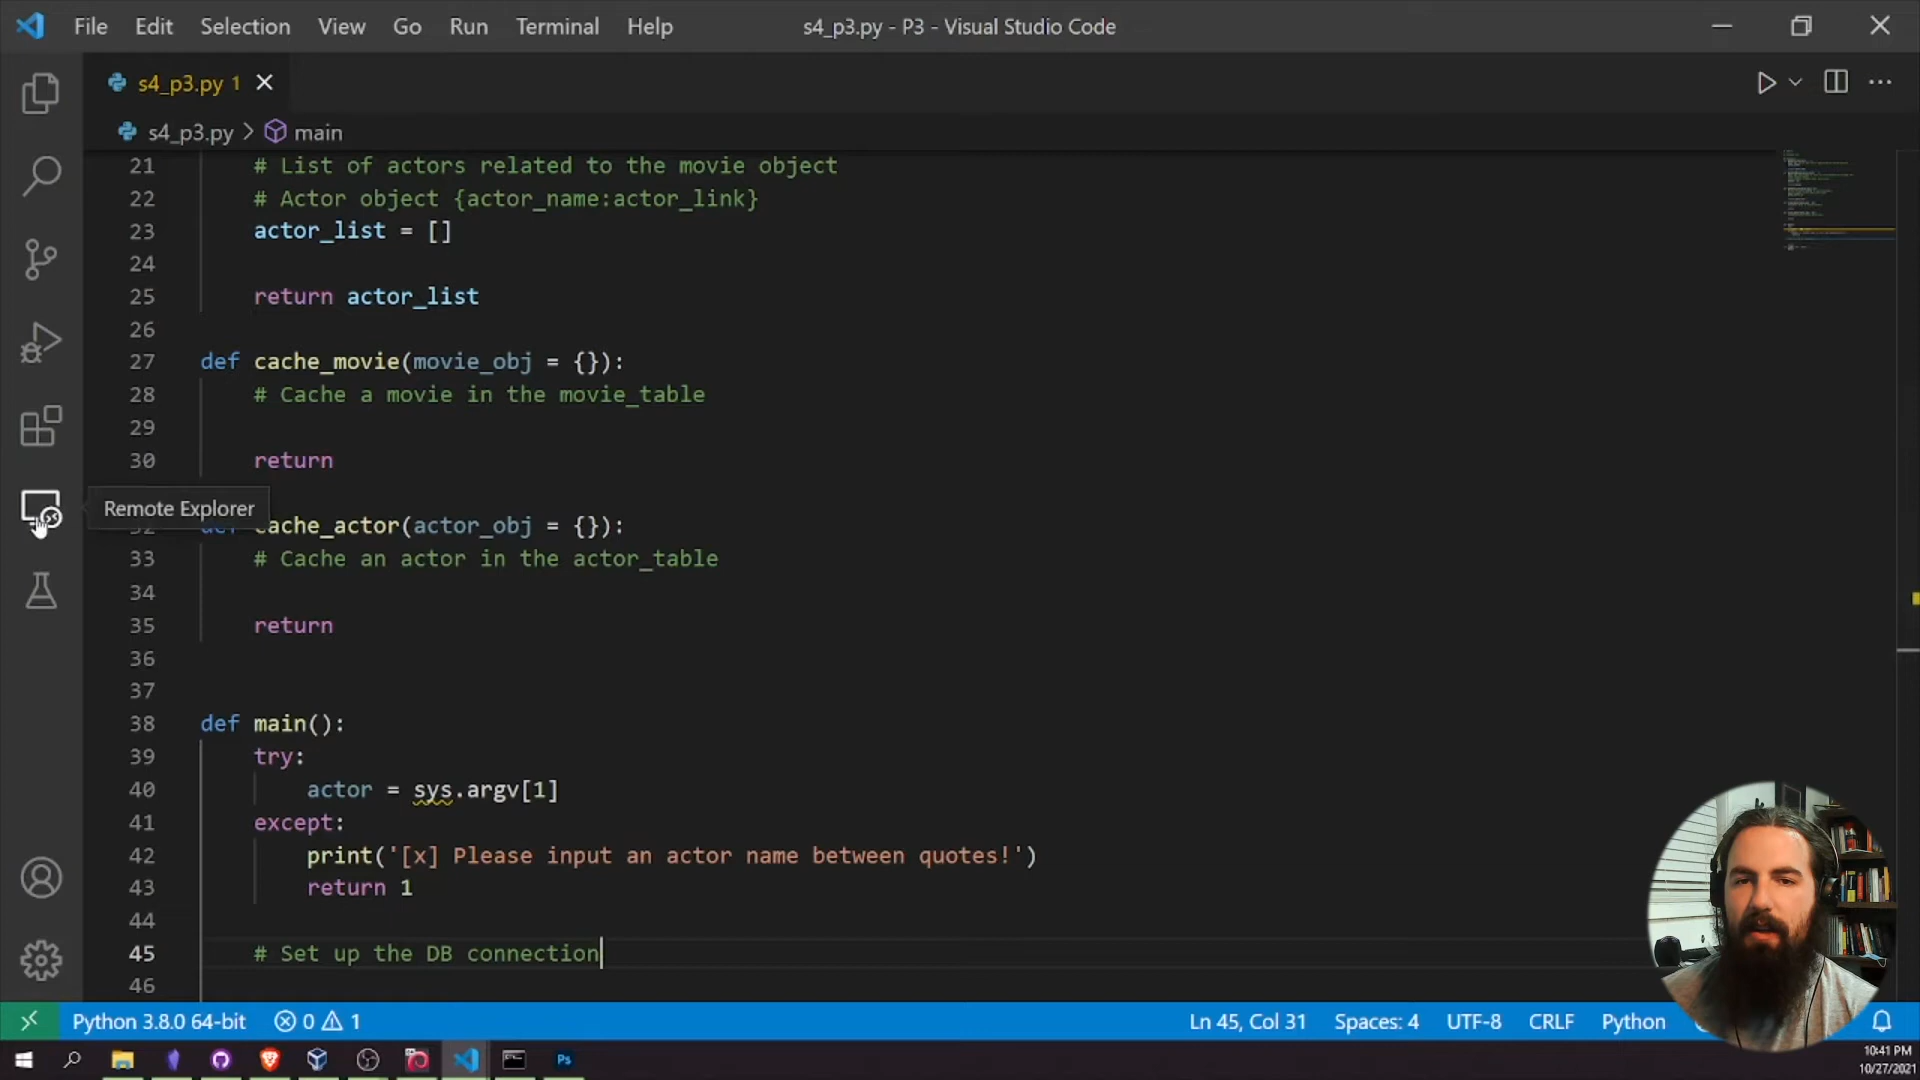 File Edit Selection View Go Run Terminal Help s4_p3.py - P3 - Visual Studio Code
s4_p3.py 1
s4_p3.py > main
21 # List of actors related to the movie object
22 # Actor object {actor_name:actor_link}
23 actor_list = []
24
25 return actor_list
26
27 def cache_movie(movie_obj = {}):
28 # Cache a movie in the movie_table
29
30 return
Remote Explorer
cache_actor(actor_obj = {}):
33 # Cache an actor in the actor_table
34
35 return
36
37
38 def main():
39 try:
40 actor = sys.argv[1]
41 except:
42 print('[x] Please input an actor name between quotes!')
43 return 1
44
45 # Set up the DB connection
46
Python 3.8.0 64-bit 0 1 Ln 45, Col 31 Spaces: 4 UTF-8 CRLF Python
Ps 10:41 PM
10/27/2021